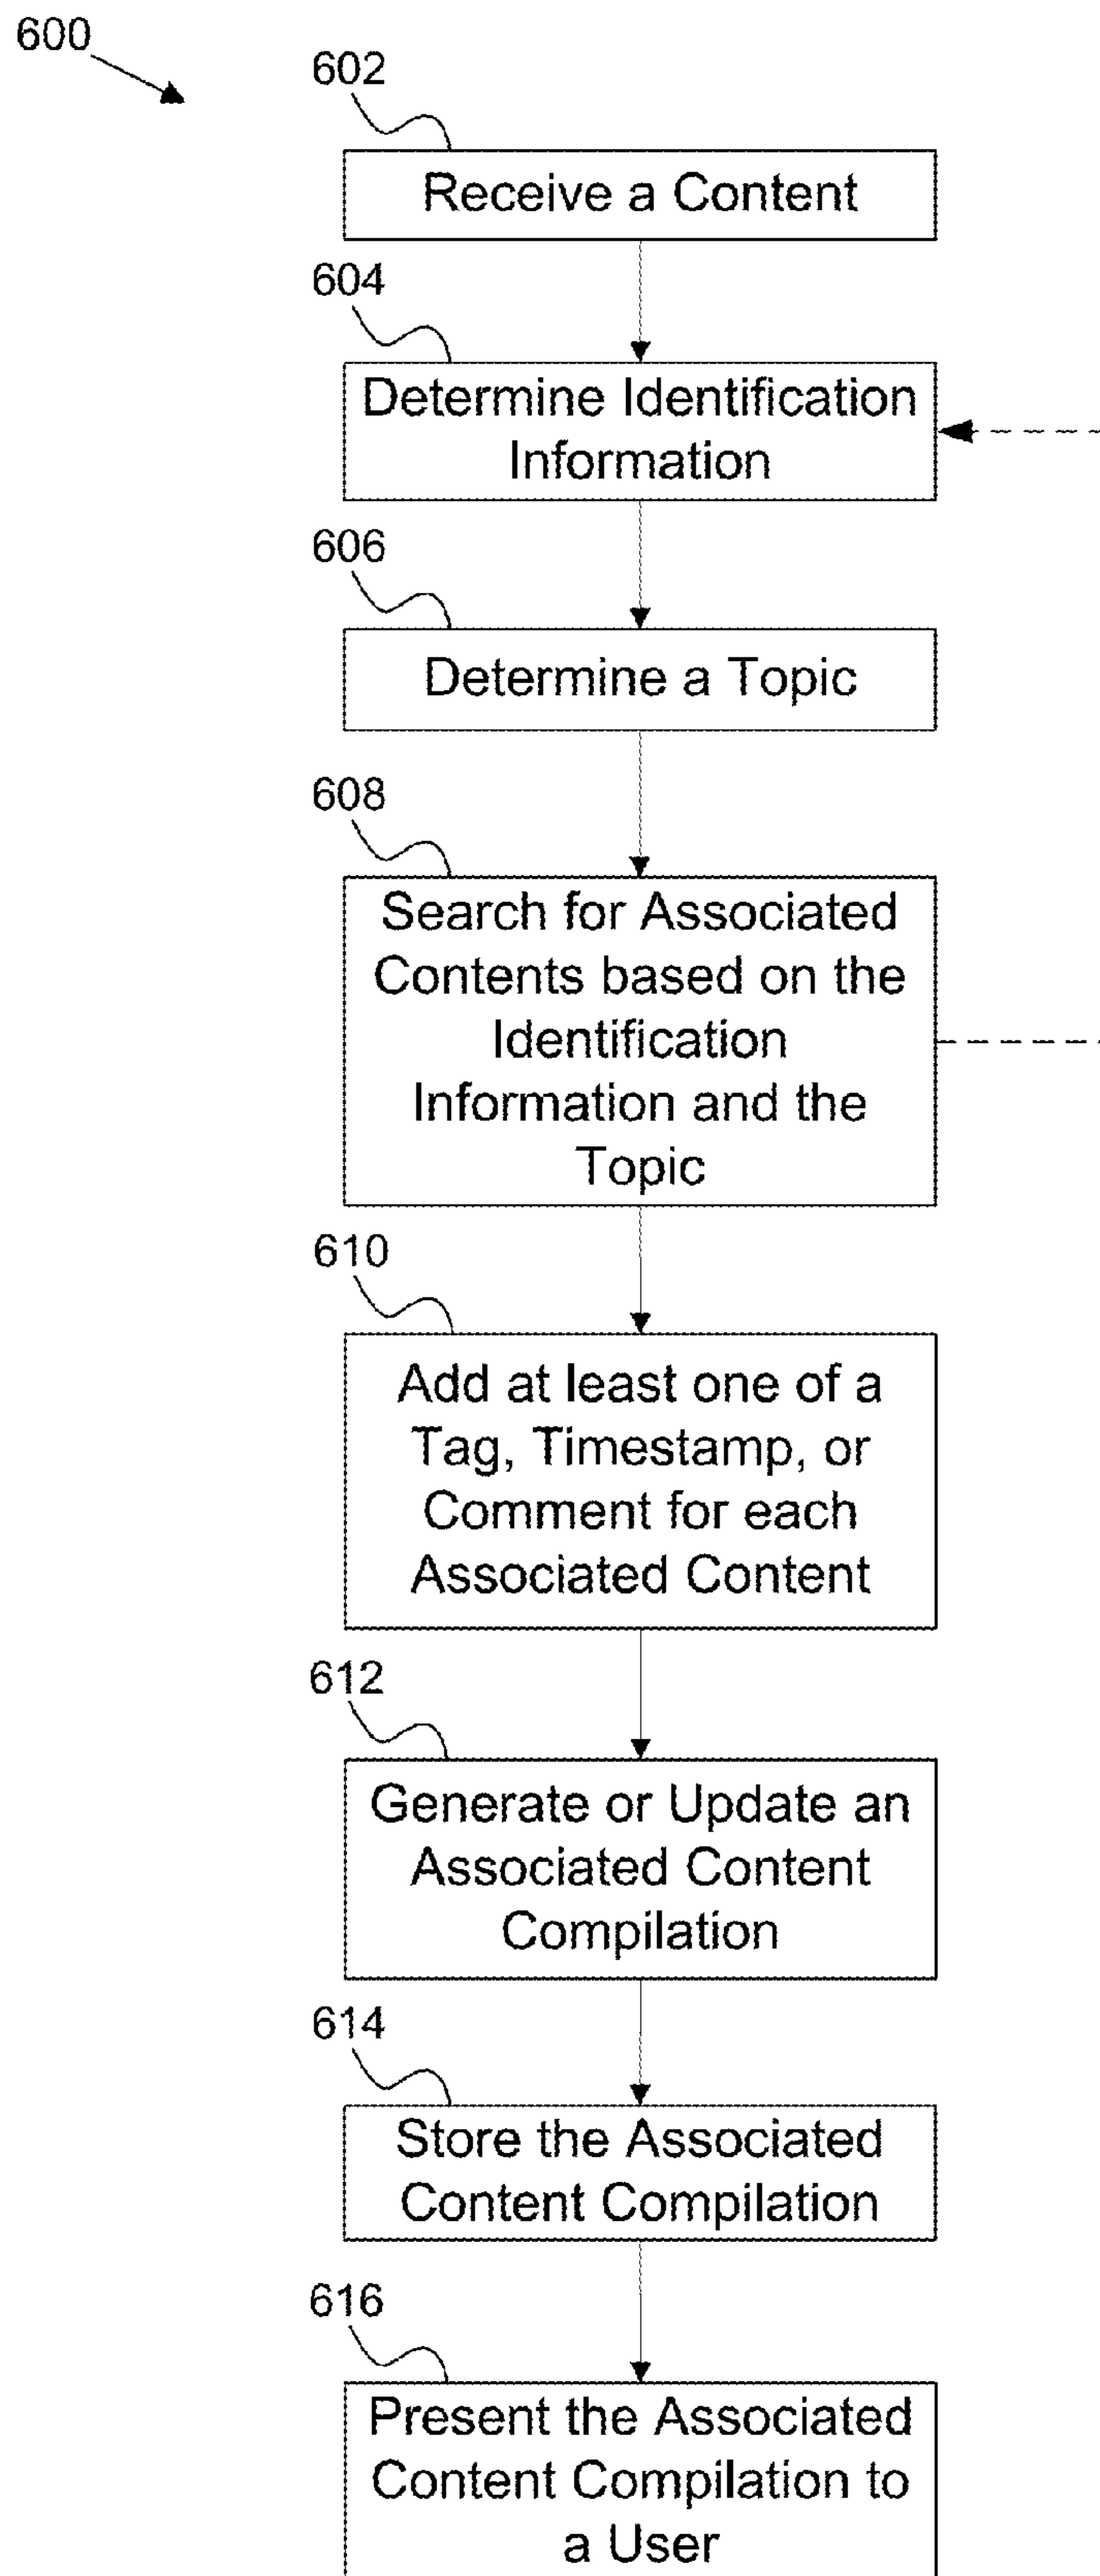 600
602
Receive a Content
604
Determine Identification
Information
606
Determine a Topic
608
Search for Associated
Contents based on the
Identification
Information and the
Topic
610
Add at least one of a
Tag, Timestamp, or
Comment for each
Associated Content
612
Generate or Update an
Associated Content
Compilation
614
Store the Associated
Content Compilation
616
Present the Associated
Content Compilation to
a User